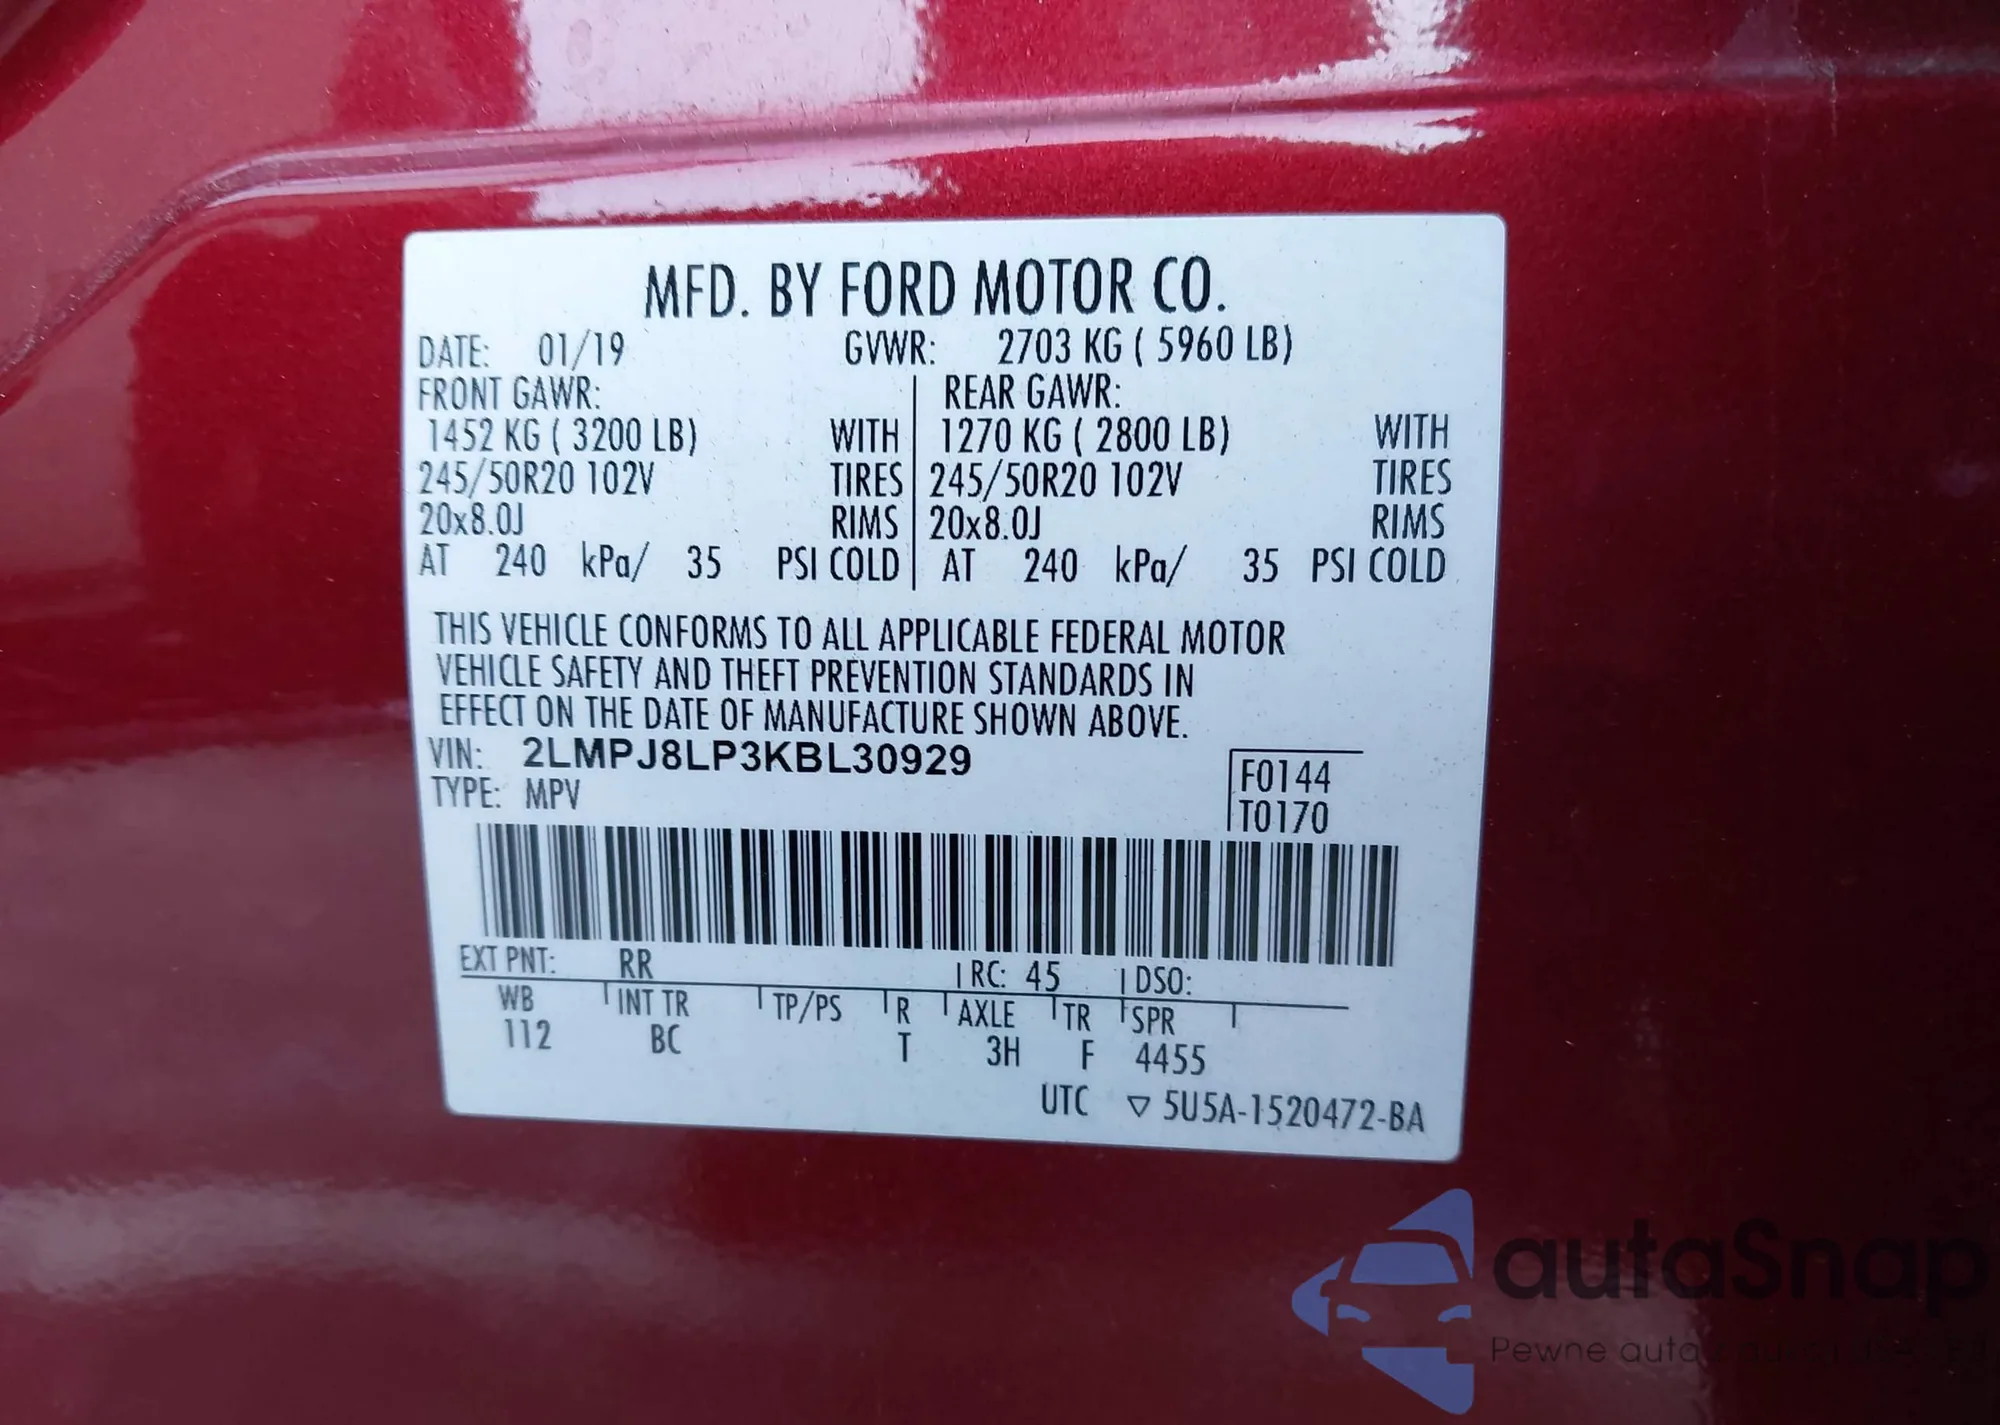 MFD. BY FORD MOTOR CO.
DATE: 01/19 GVWR: 2703 KG ( 5960 LB)
FRONT GAWR: REAR GAWR:
1452 KG ( 3200 LB) WITH 1270 KG ( 2800 LB) WITH
245/50R20 102V TIRES 245/50R20 102V TIRES
20x8.0J RIMS 20x8.0J RIMS
AT 240 kPa/ 35 PSI COLD AT 240 kPa/ 35 PSI COLD
THIS VEHICLE CONFORMS TO ALL APPLICABLE FEDERAL MOTOR
VEHICLE SAFETY AND THEFT PREVENTION STANDARDS IN
EFFECT ON THE DATE OF MANUFACTURE SHOWN ABOVE.
VIN: 2LMPJ8LP3KBL30929
TYPE: MPV
F0144
T0170
EXT PNT: RR RC: 45 DSO:
WB INT TR TP/PS R AXLE TR SPR
112 BC T 3H F 4455
UTC ▽ 5U5A-1520472-BA
autaSnap
Pewne auta